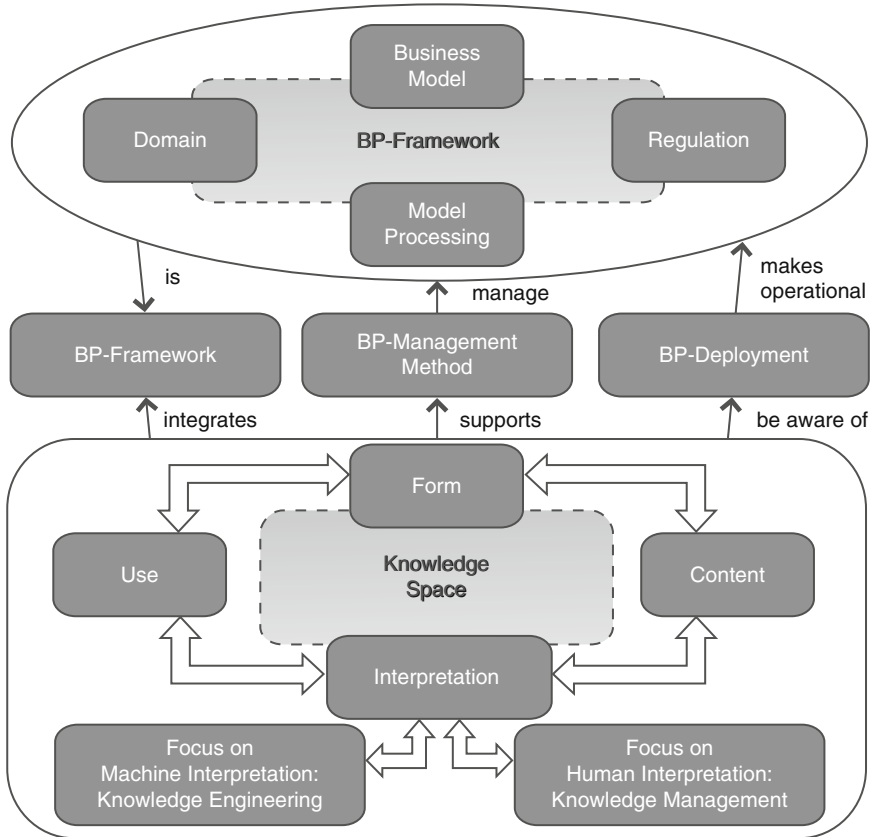 Business
Model
Domain
BP-Framework
Regulation
Model
Processing
is
manage
makes
operational
BP-Framework
BP-Management
Method
BP-Deployment
integrates
supports
be aware of
Form
Use
Knowledge
Space
Content
Interpretation
Focus on
Machine Interpretation:
Knowledge Engineering
Focus on
Human Interpretation:
Knowledge Management